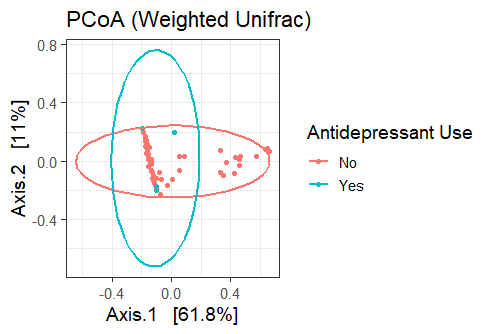 PCoA (Weighted Unifrac)
0.8
0.4
0.0
-0.4
Axis.2 [11%]
-0.4 0.0 0.4
Axis.1 [61.8%]
Antidepressant Use
No
Yes